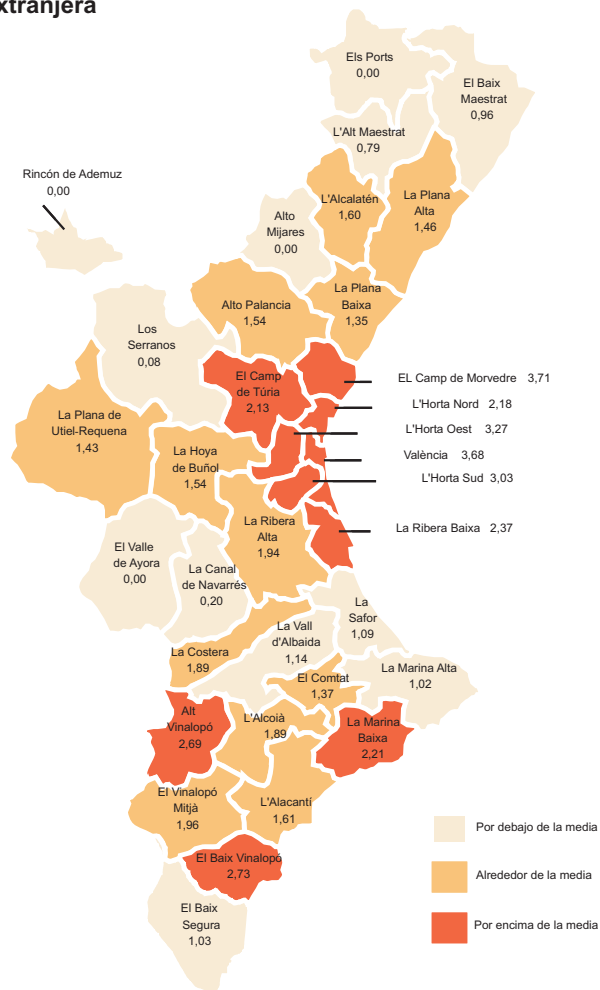 xtranjera
Els Ports
0,00
El Baix
Maestrat
0,96
L'Alt Maestrat
0,79
Rincón de Ademuz
0,00
L'Alcalatén
1,60
La Plana
Alta
1,46
Alto
Mijares
0,00
La Plana
Baixa
1,35
Alto Palancia
1,54
Los
Serranos
0,08
El Camp
de Túria
2,13
EL Camp de Morvedre 3,71
L'Horta Nord 2,18
L'Horta Oest 3,27
València 3,68
L'Horta Sud 3,03
La Plana de
Utiel-Requena
1,43
La Hoya
de Buñol
1,54
La Ribera
Alta
1,94
La Ribera Baixa 2,37
El Valle
de Ayora
0,00
La Canal
de Navarrés
0,20
La
Safor
1,09
La Vall
d'Albaida
1,14
La Costera
1,89
La Marina Alta
1,02
El Comtat
1,37
Alt
Vinalopó
2,69
L'Alcoià
1,89
La Marina
Baixa
2,21
El Vinalopó
Mitjà
1,96
L'Alacantí
1,61
Por debajo de la media
El Baix Vinalopó
2,73
Alrededor de la media
El Baix
Segura
1,03
Por encima de la media